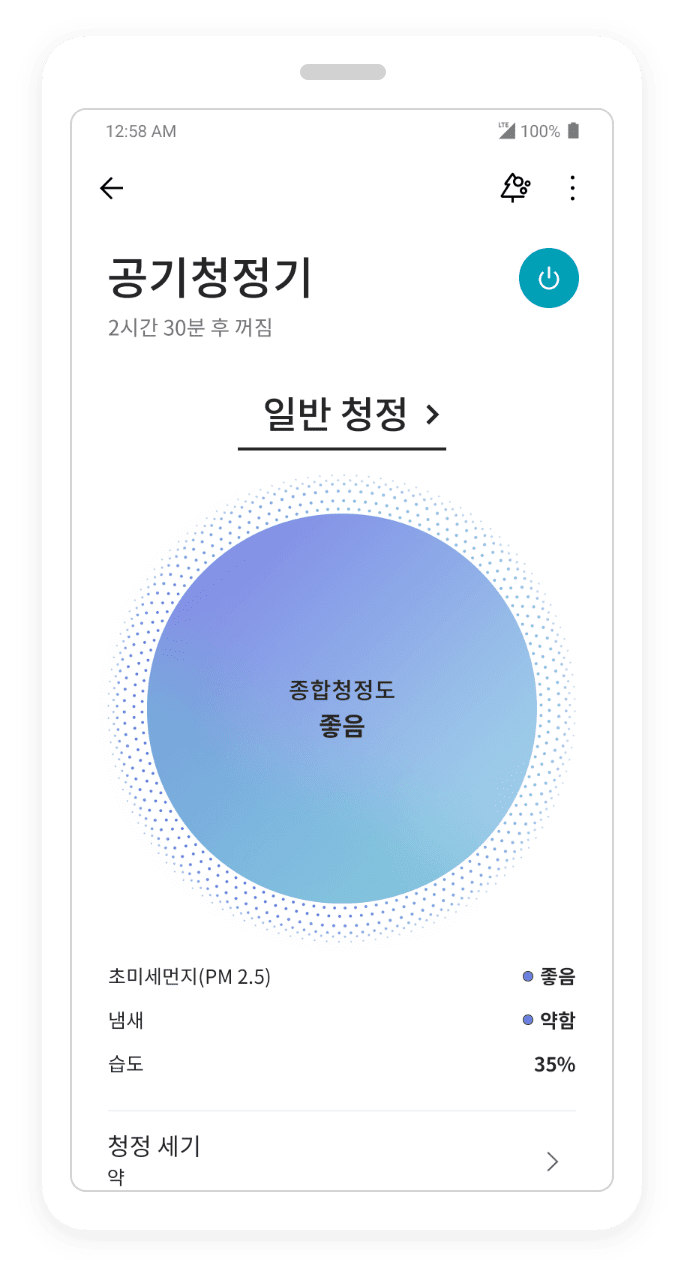 12:58 AM LTE 100%
공기청정기
2시간 30분 후 꺼짐
일반 청정
종합청정도
좋음
초미세먼지(PM 2.5) 좋음
냄새 약함
습도 35%
청정 세기
약